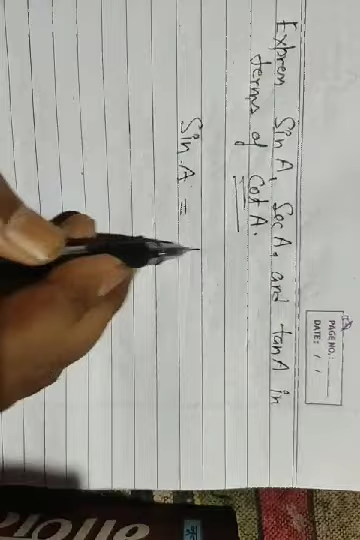 PAGE NO.:
DATE: / /
Express Sin A, Sec A, and tan A in
terms of Cot A.
Sin A =